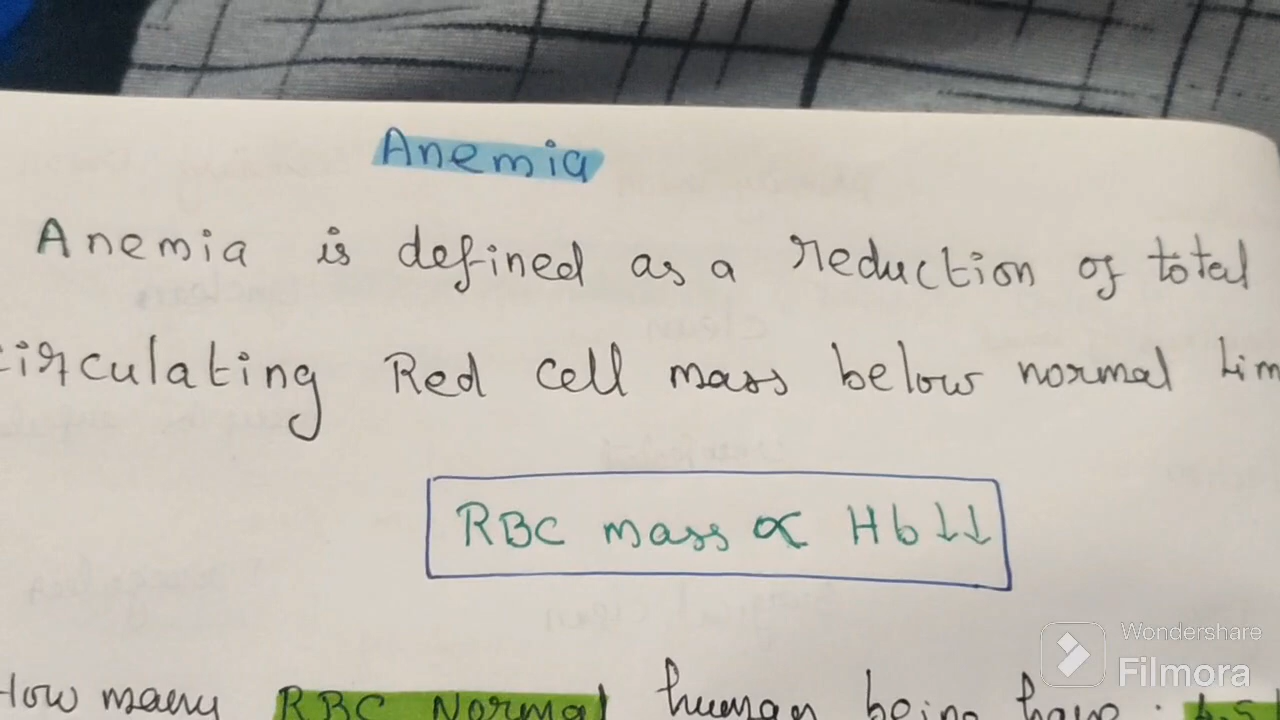 Anemia
Anemia is defined as a reduction of total
circulating Red cell mass below normal Lim
RBC mass ∝ Hb↓↓
How many RBC Normal human being have :
Wondershare
Filmora